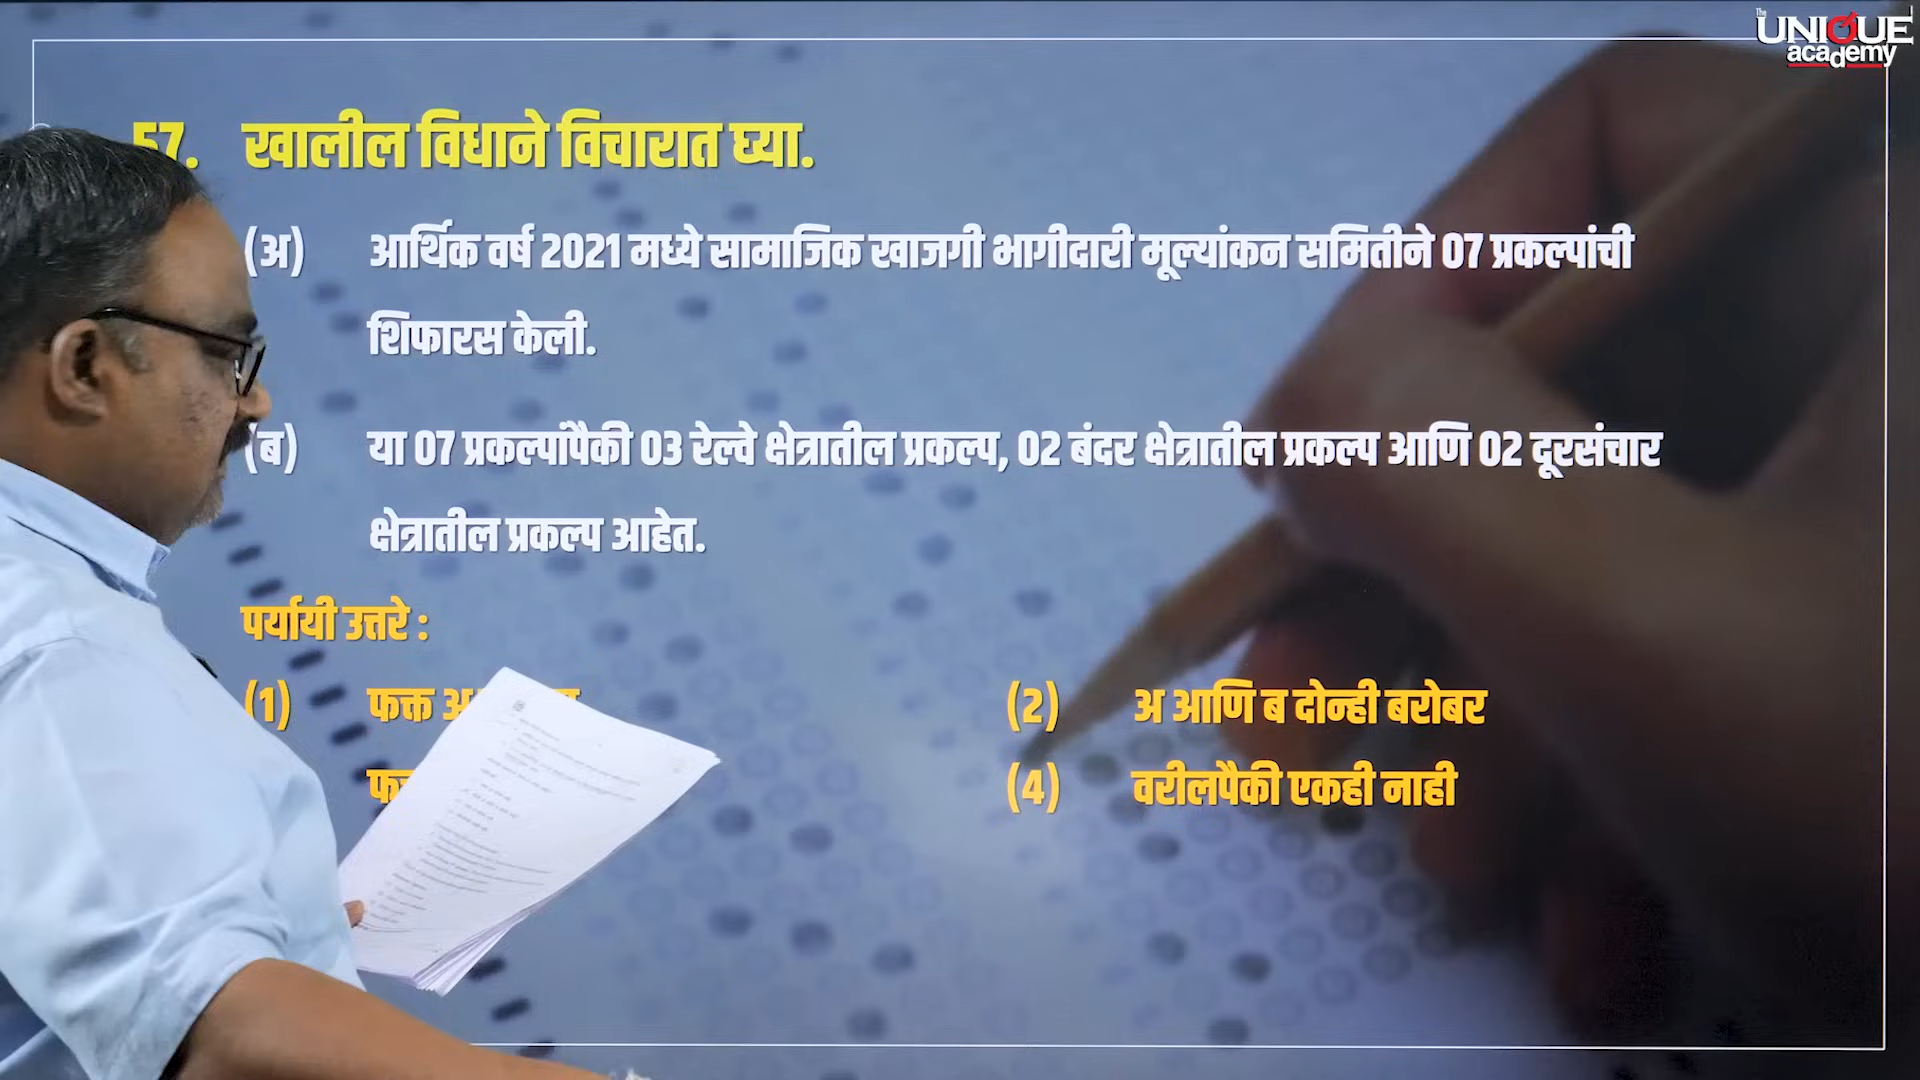 The
UNIQUE
academy
57. खालील विधाने विचारात घ्या.
(अ) आर्थिक वर्ष 2021 मध्ये सामाजिक खाजगी भागीदारी मूल्यांकन समितीने 07 प्रकल्पांची
शिफारस केली.
(ब) या 07 प्रकल्पांपैकी 03 रेल्वे क्षेत्रातील प्रकल्प, 02 बंदर क्षेत्रातील प्रकल्प आणि 02 दूरसंचार
क्षेत्रातील प्रकल्प आहेत.
पर्यायी उत्तरे :
(1) फक्त अ (2) अ आणि ब दोन्ही बरोबर
(4) वरीलपैकी एकही नाही